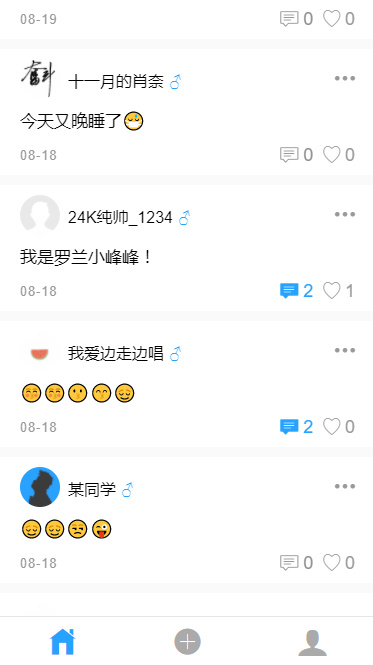 08-19 0 0
奋斗
十一月的肖奈 ♂
今天又晚睡了😅
08-18 0 0
24K纯帅_1234 ♂
我是罗兰小峰峰！
08-18 2 1
我爱边走边唱 ♂
😊😊😗😙😌
08-18 2 0
某同学 ♂
😌😌😒😜
08-18 0 0